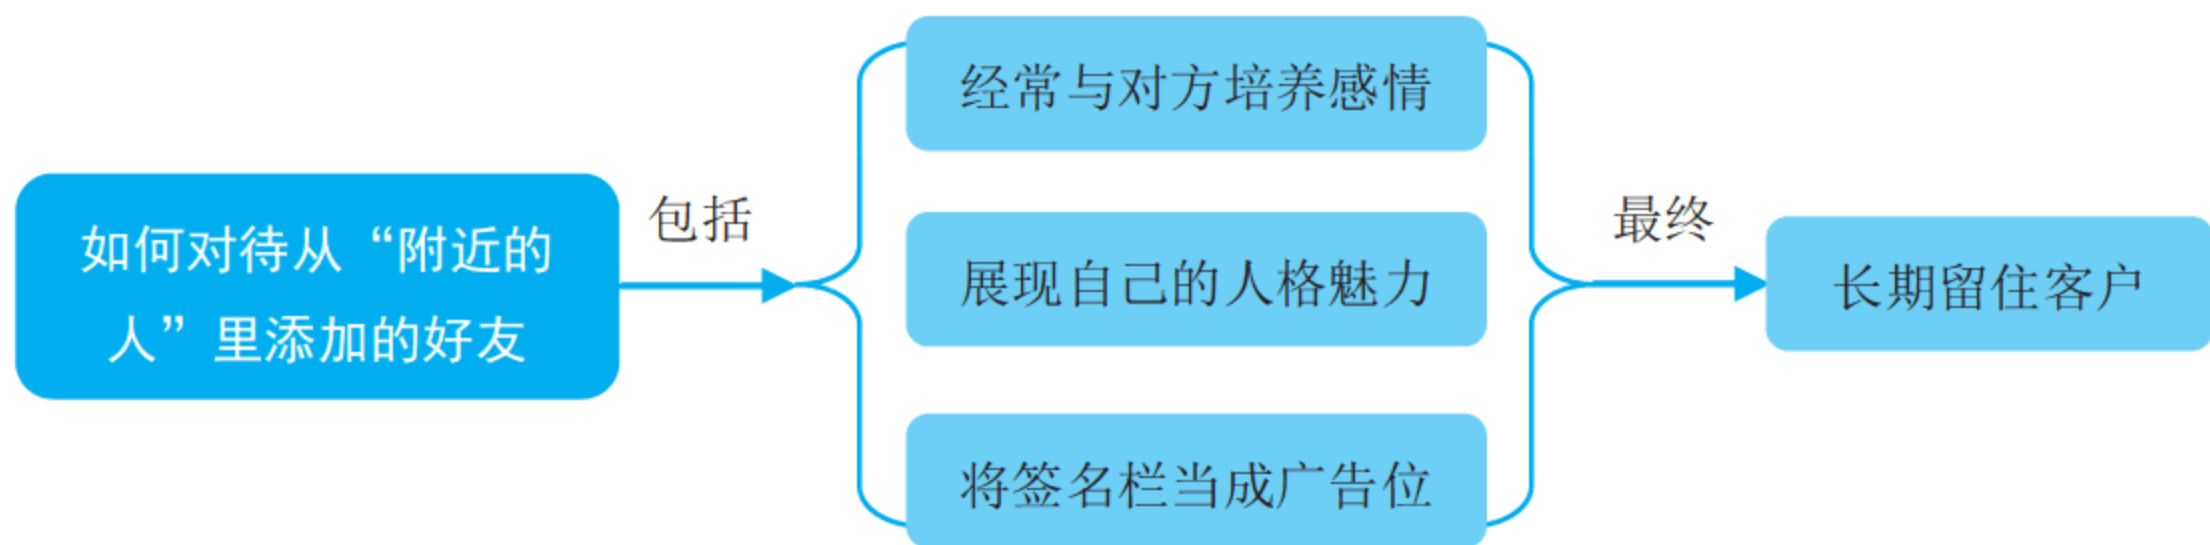 如何对待从“附近的
人”里添加的好友
包括
经常与对方培养感情
展现自己的人格魅力
将签名栏当成广告位
最终
长期留住客户